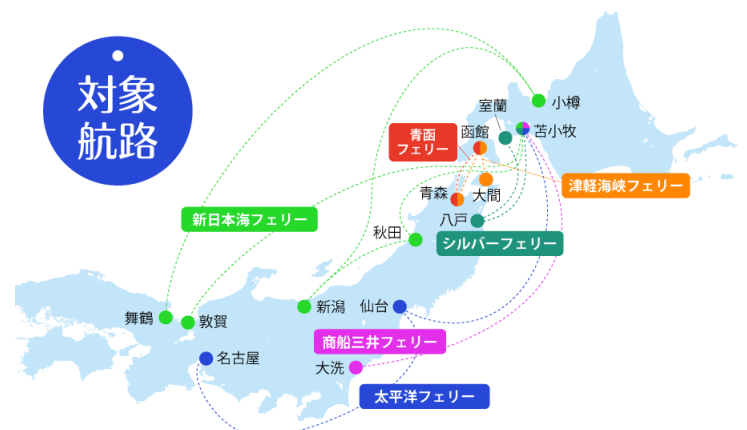 対象
航路
小樽
室蘭
苫小牧
青函
フェリー
函館
津軽海峡フェリー
青森
大間
新日本海フェリー
八戸
秋田
シルバーフェリー
舞鶴
敦賀
新潟
仙台
商船三井フェリー
名古屋
大洗
太平洋フェリー